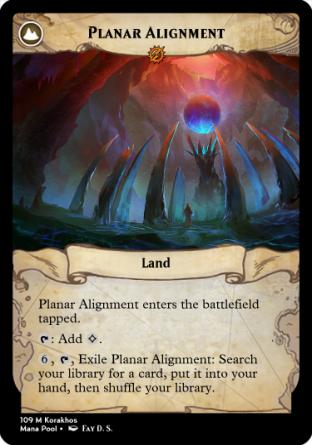 PLANAR ALIGNMENT
Land
Planar Alignment enters the battlefield
tapped.
: Add .
6, , Exile Planar Alignment: Search
your library for a card, put it into your
hand, then shuffle your library.
109 M Korakhos
Mana Pool • FAY D. S.